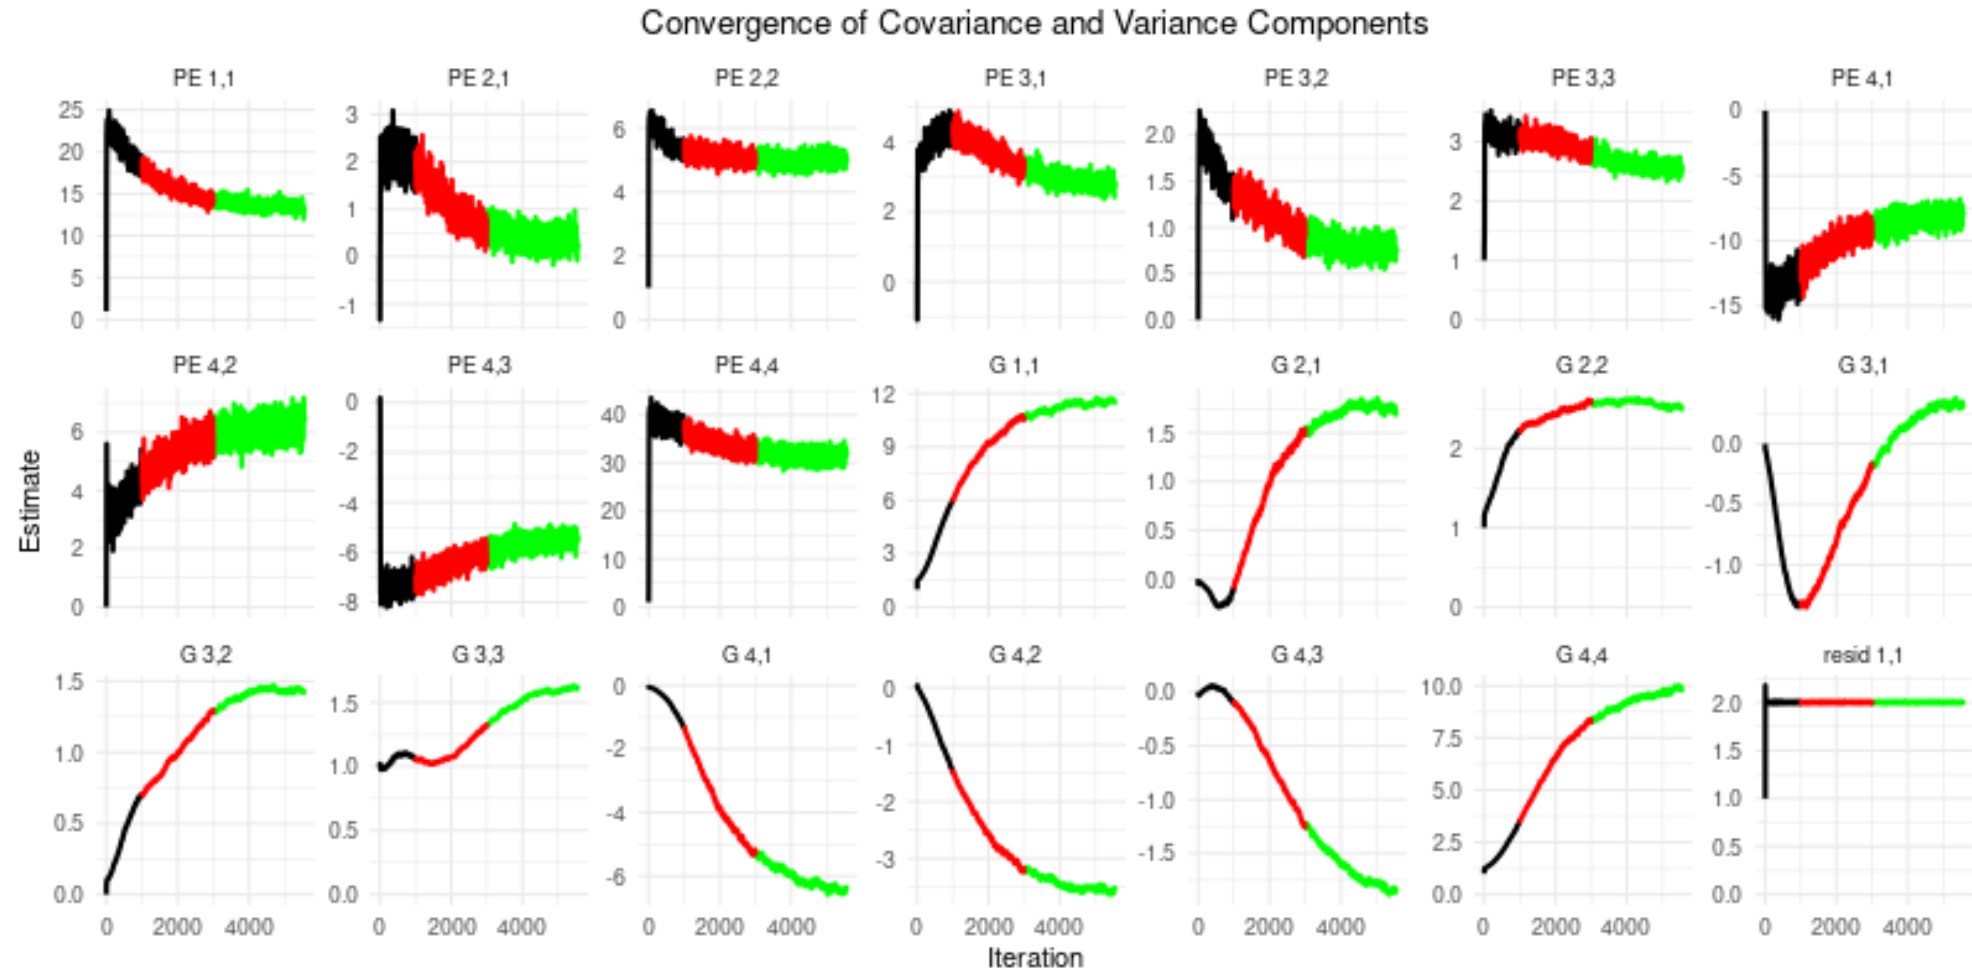 Convergence of Covariance and Variance Components
PE 1,1 PE 2,1 PE 2,2 PE 3,1 PE 3,2 PE 3,3 PE 4,1
25 20 15 10 5 0
3 2 1 0 -1
6 4 2 0
4 2 0
2.0 1.5 1.0 0.5 0.0
3 2 1 0
0 -5 -10 -15
PE 4,2 PE 4,3 PE 4,4 G 1,1 G 2,1 G 2,2 G 3,1
6 4 2 0
0 -2 -4 -6 -8
40 30 20 10 0
12 9 6 3 0
1.5 1.0 0.5 0.0
2 1 0
0.0 -0.5 -1.0
G 3,2 G 3,3 G 4,1 G 4,2 G 4,3 G 4,4 resid 1,1
1.5 1.0 0.5 0.0
1.5 1.0 0.5 0.0
0 -2 -4 -6
0 -1 -2 -3
0.0 -0.5 -1.0 -1.5
10.0 7.5 5.0 2.5 0.0
2.0 1.5 1.0 0.5 0.0
0 2000 4000 0 2000 4000 0 2000 4000 0 2000 4000 0 2000 4000 0 2000 4000 0 2000 4000
Estimate
Iteration